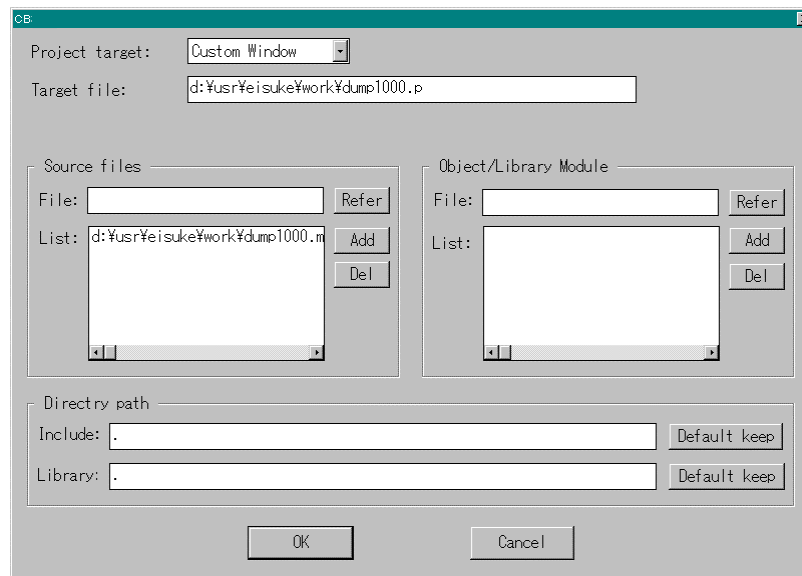 CB:
Project target: Custom Window
Target file: d:¥usr¥eisuke¥work¥dump1000.p
Source files
File: Refer
List: d:¥usr¥eisuke¥work¥dump1000.m Add
Del
Object/Library Module
File: Refer
List: Add
Del
Directry path
Include: . Default keep
Library: . Default keep
OK Cancel